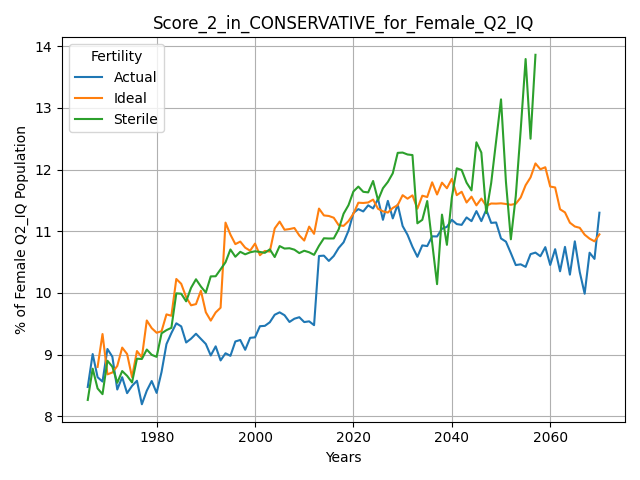 Score_2_in_CONSERVATIVE_for_Female_Q2_IQ
Fertility
Actual
Ideal
Sterile
% of Female Q2_IQ Population
14
13
12
11
10
9
8
1980
2000
2020
2040
2060
Years